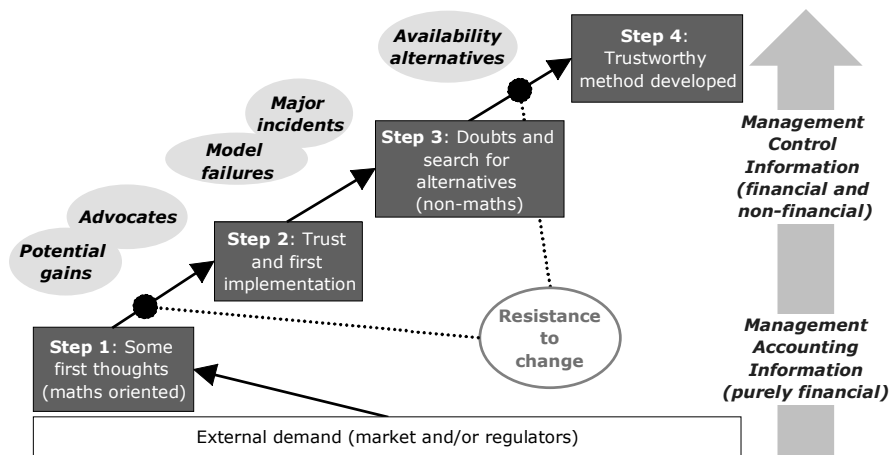 Availability
alternatives
Step 4:
Trustworthy
method developed
Major
incidents
Model
failures
Step 3: Doubts and
search for
alternatives
(non-maths)
Management
Control
Information
(financial and
non-financial)
Advocates
Potential
gains
Step 2: Trust
and first
implementation
Resistance
to
change
Step 1: Some
first thoughts
(maths oriented)
Management
Accounting
Information
(purely financial)
External demand (market and/or regulators)